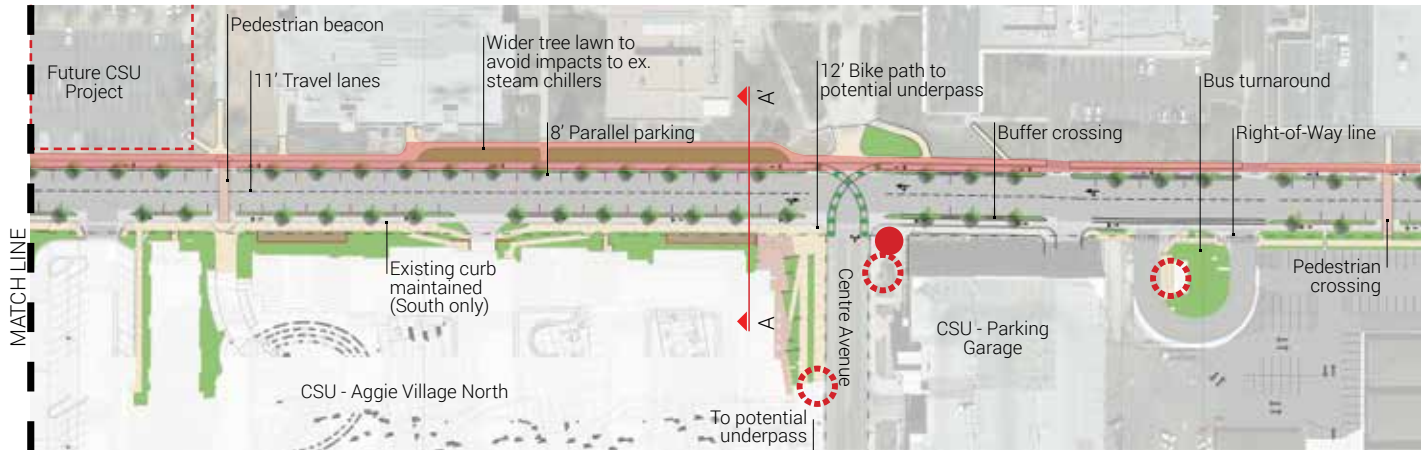 Pedestrian beacon
Future CSU
Project
11’ Travel lanes
Wider tree lawn to
avoid impacts to ex.
steam chillers
8’ Parallel parking
A’
12’ Bike path to
potential underpass
Bus turnaround
Buffer crossing
Right-of-Way line
MATCH LINE
Existing curb
maintained
(South only)
A
Centre Avenue
CSU - Parking
Garage
Pedestrian
crossing
CSU - Aggie Village North
To potential
underpass